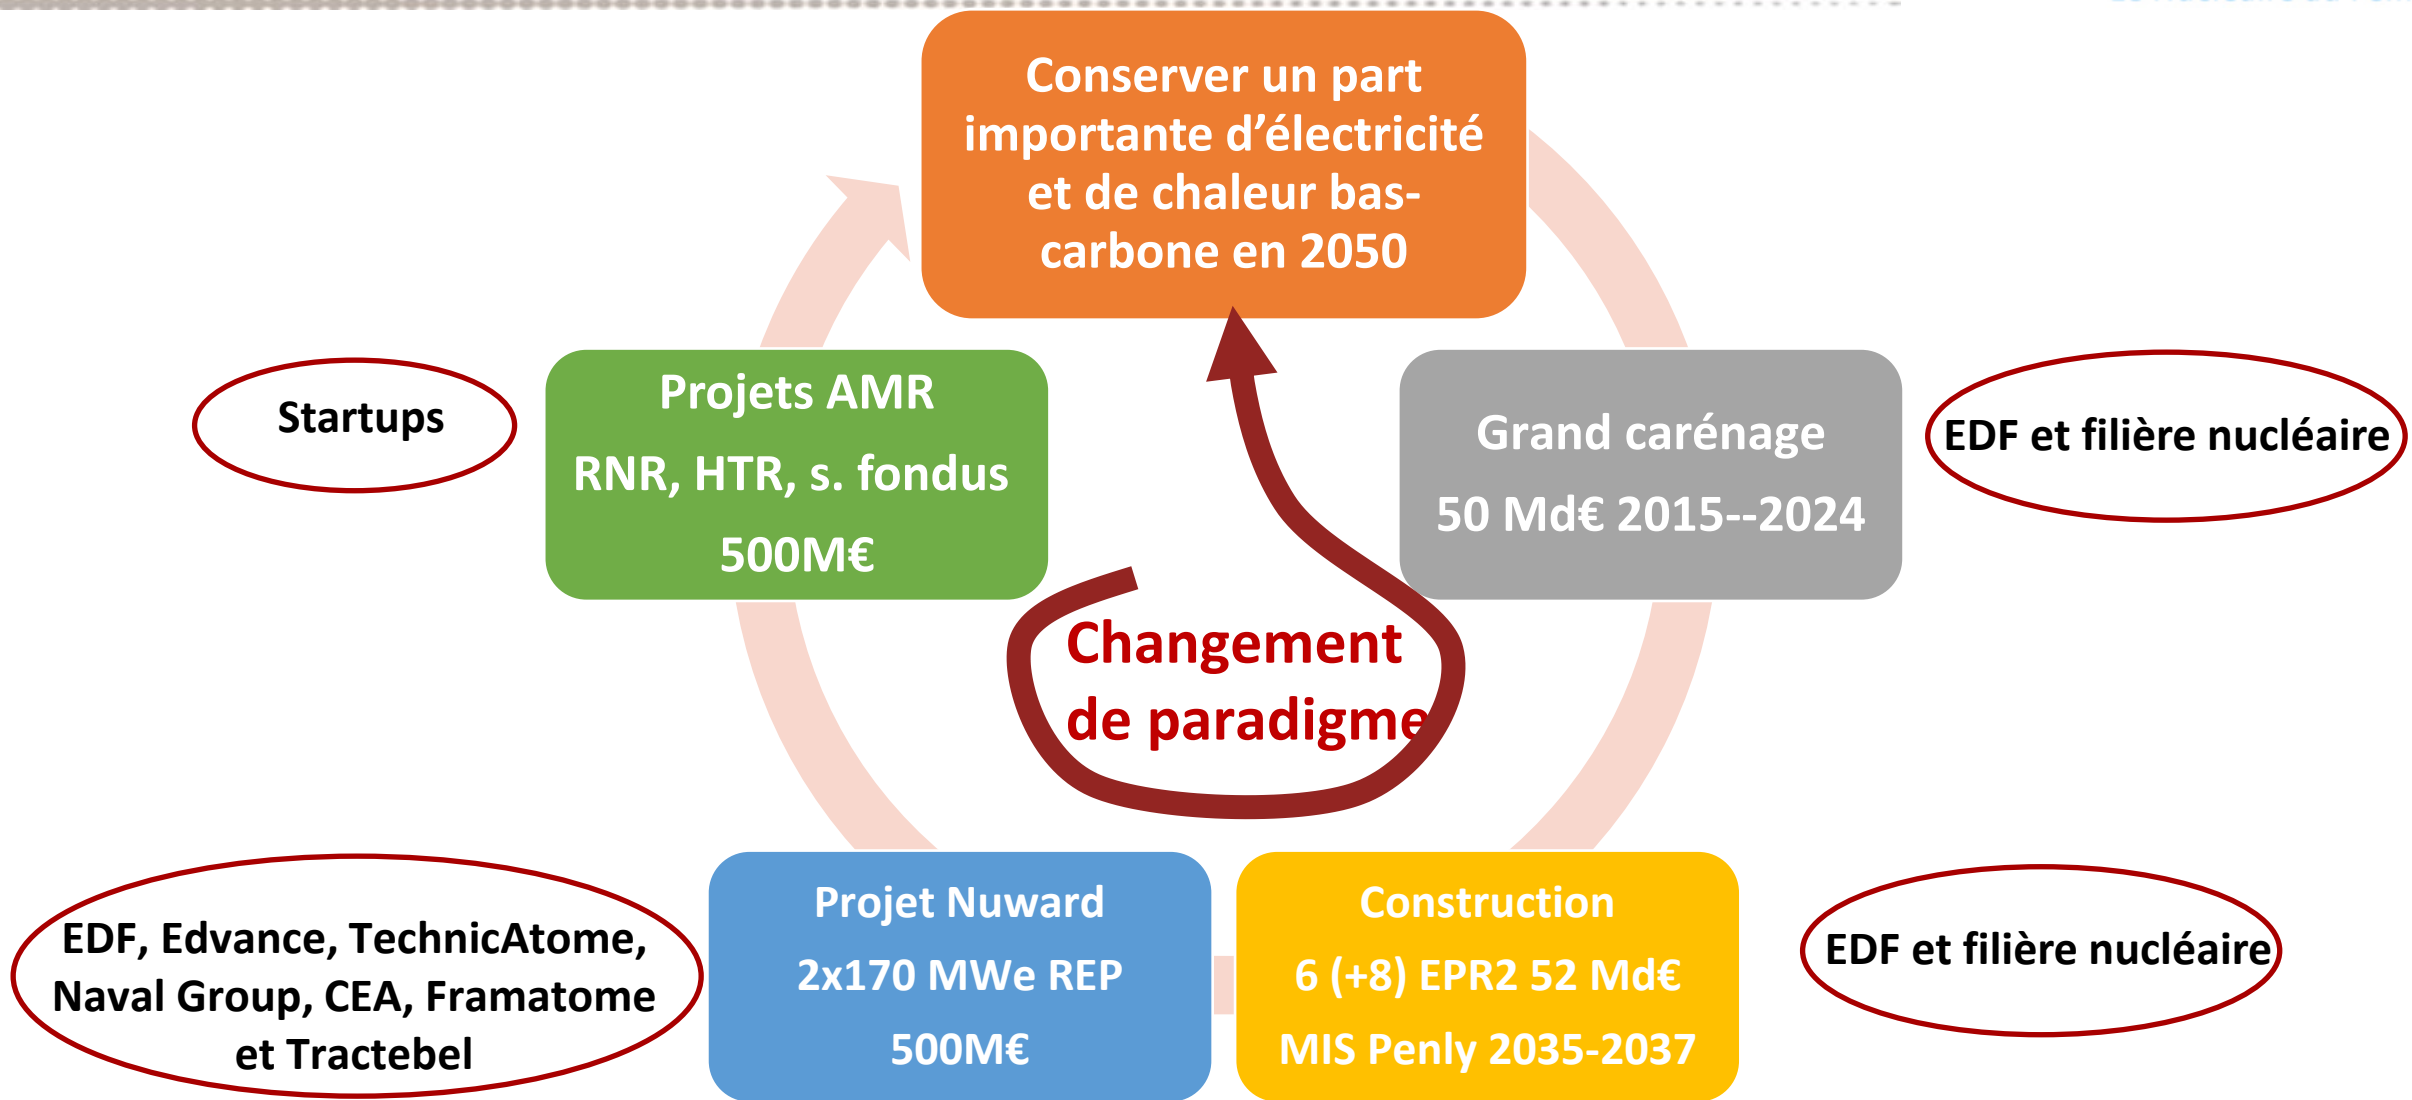 Conserver un part
importante d’électricité
et de chaleur bas-
carbone en 2050
Startups
Projets AMR
RNR, HTR, s. fondus
500M€
Grand carénage
50 Md€ 2015--2024
EDF et filière nucléaire
Changement
de paradigme
EDF, Edvance, TechnicAtome,
Naval Group, CEA, Framatome
et Tractebel
Projet Nuward
2x170 MWe REP
500M€
Construction
6 (+8) EPR2 52 Md€
MIS Penly 2035-2037
EDF et filière nucléaire